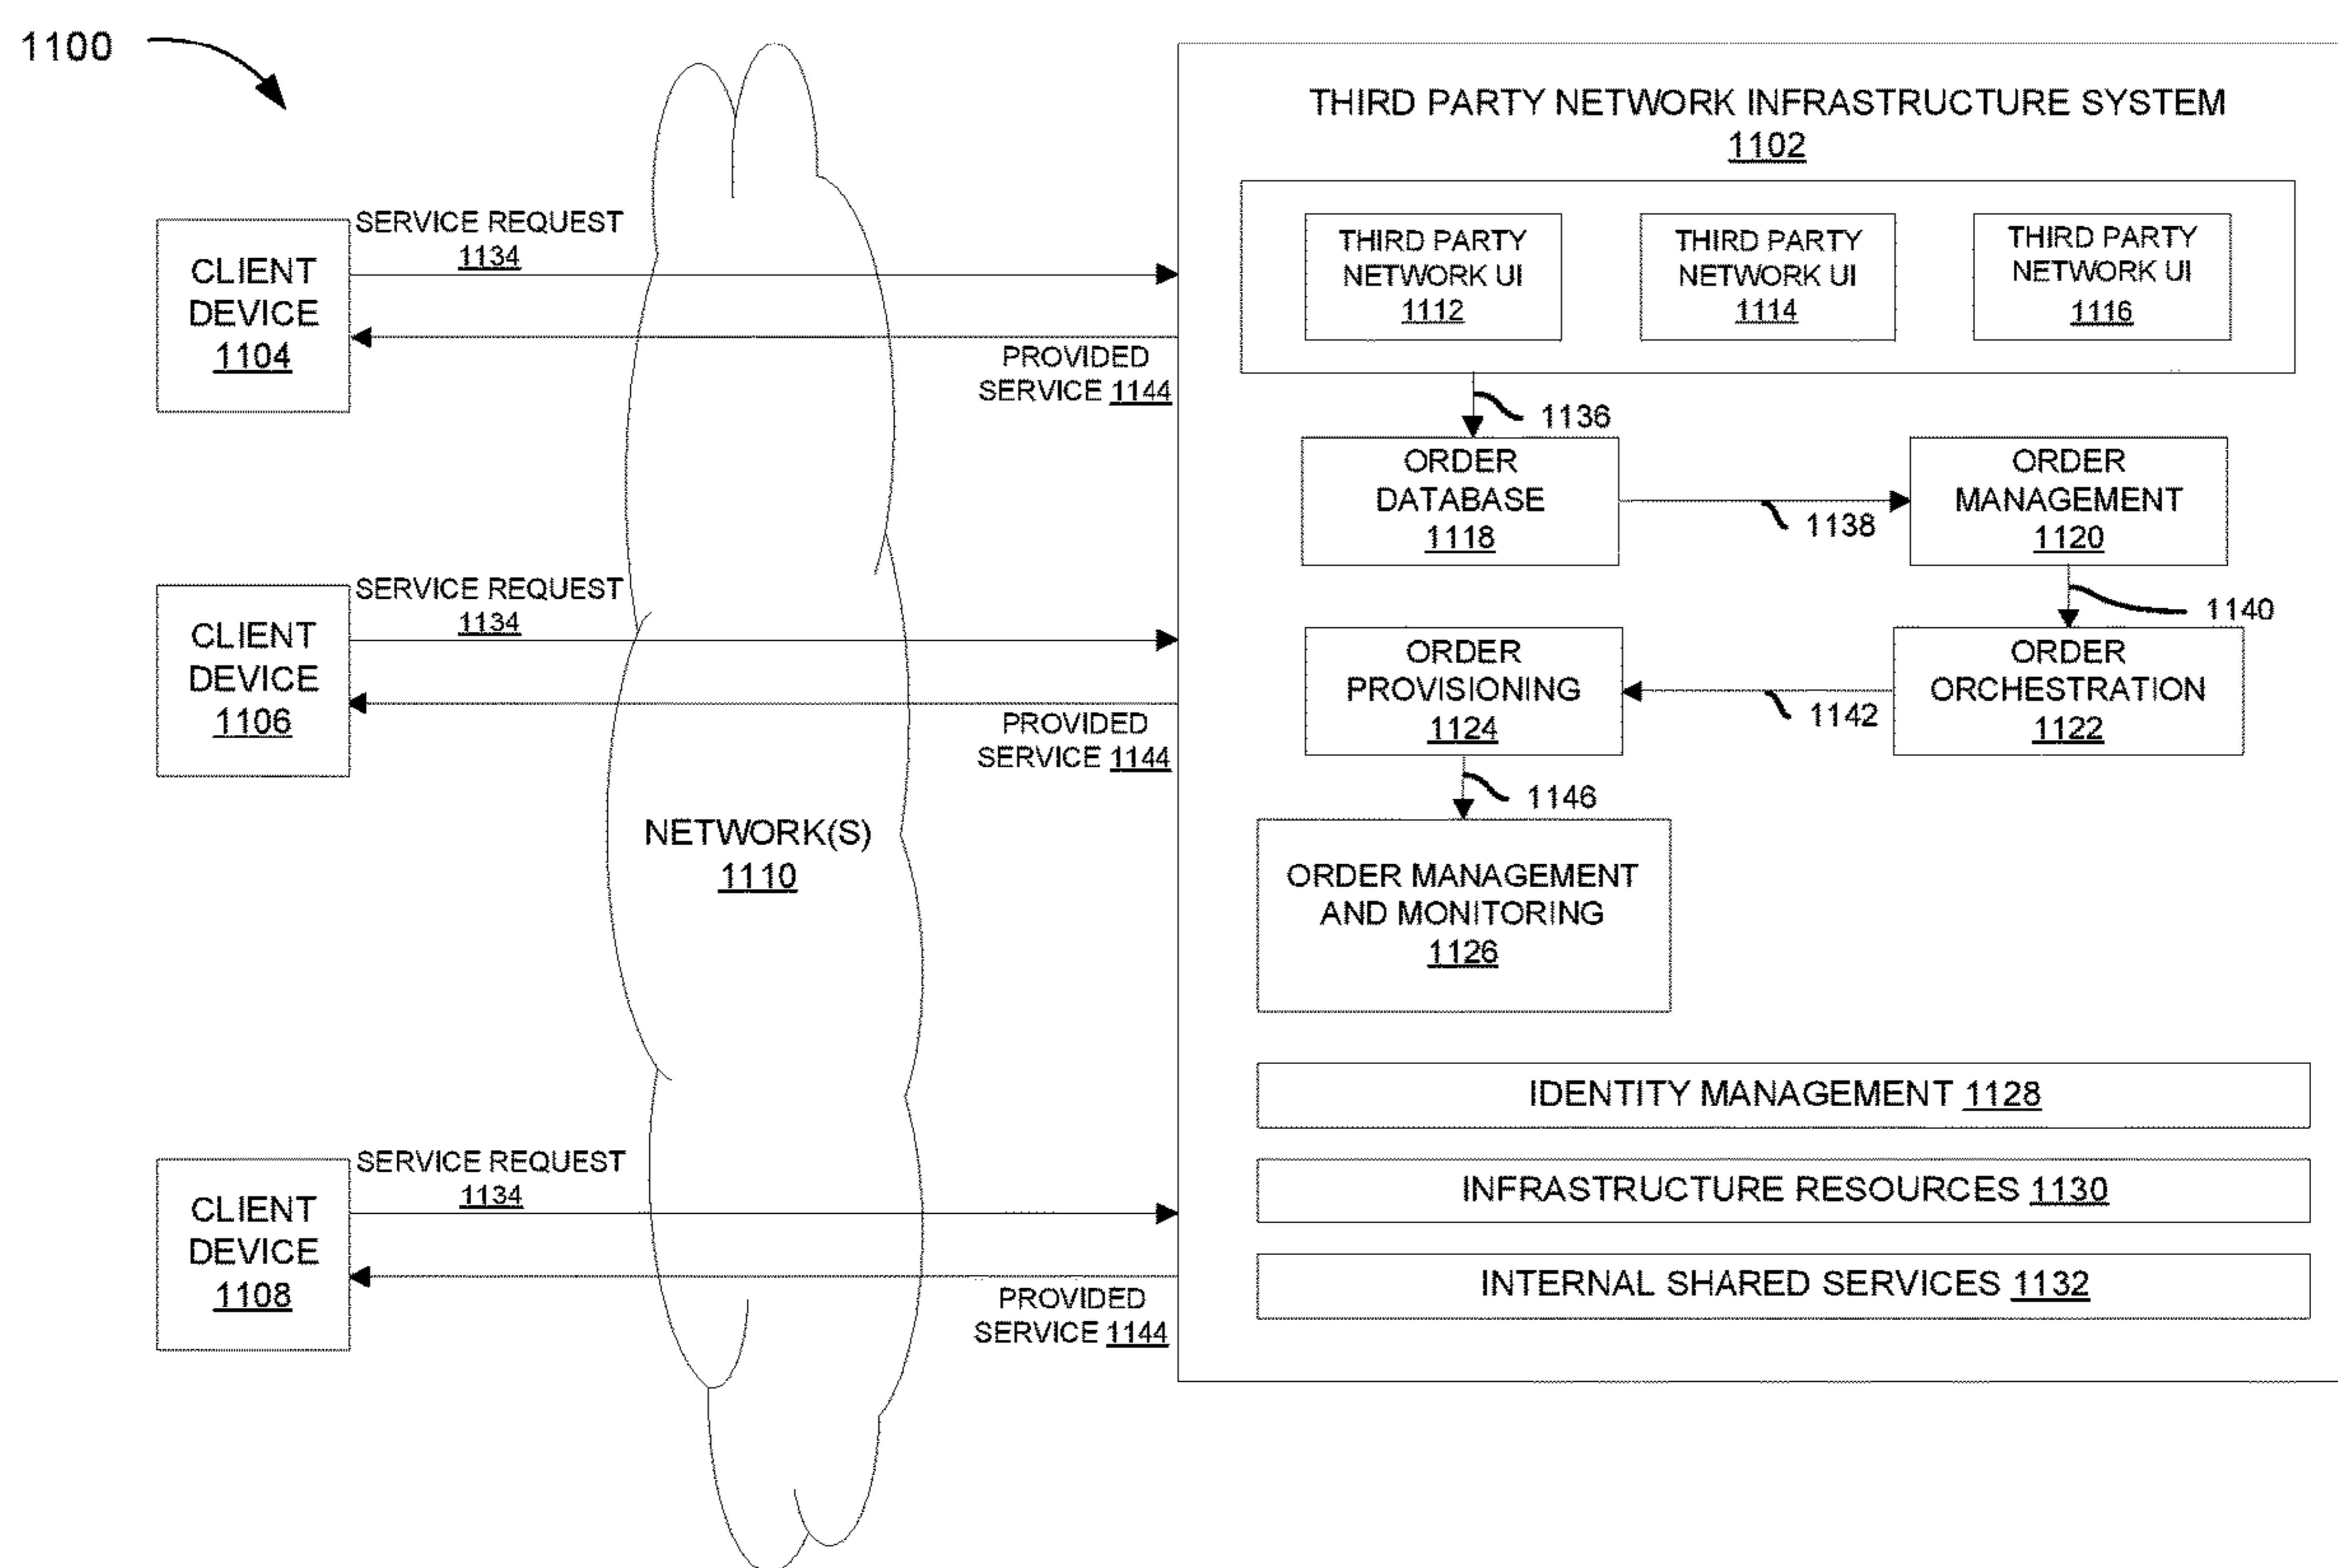 1100
THIRD PARTY NETWORK INFRASTRUCTURE SYSTEM
1102
THIRD PARTY
NETWORK UI
1112
THIRD PARTY
NETWORK UI
1114
THIRD PARTY
NETWORK UI
1116
CLIENT
DEVICE
1104
SERVICE REQUEST
1134
PROVIDED
SERVICE 1144
1136
ORDER
DATABASE
1118
1138
ORDER
MANAGEMENT
1120
1140
CLIENT
DEVICE
1106
SERVICE REQUEST
1134
PROVIDED
SERVICE 1144
ORDER
PROVISIONING
1124
1142
ORDER
ORCHESTRATION
1122
1146
NETWORK(S)
1110
ORDER MANAGEMENT
AND MONITORING
1126
IDENTITY MANAGEMENT 1128
CLIENT
DEVICE
1108
SERVICE REQUEST
1134
PROVIDED
SERVICE 1144
INFRASTRUCTURE RESOURCES 1130
INTERNAL SHARED SERVICES 1132